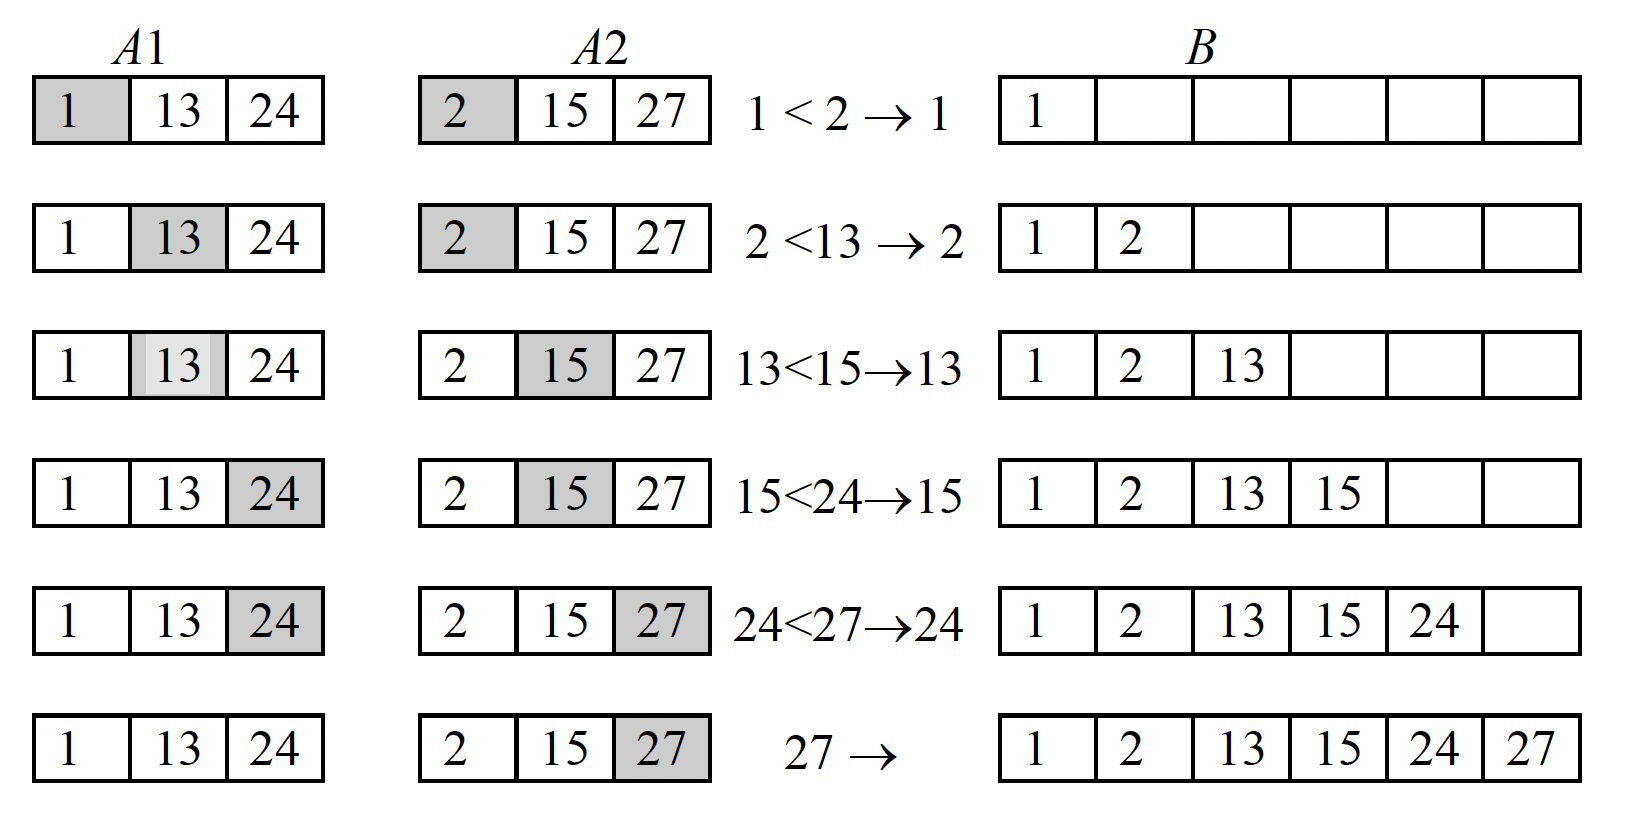 A1 A2 B
1 13 24 2 15 27 1 < 2 → 1 1
1 13 24 2 15 27 2 <13 → 2 1 2
1 13 24 2 15 27 13<15→13 1 2 13
1 13 24 2 15 27 15<24→15 1 2 13 15
1 13 24 2 15 27 24<27→24 1 2 13 15 24
1 13 24 2 15 27 27 → 1 2 13 15 24 27